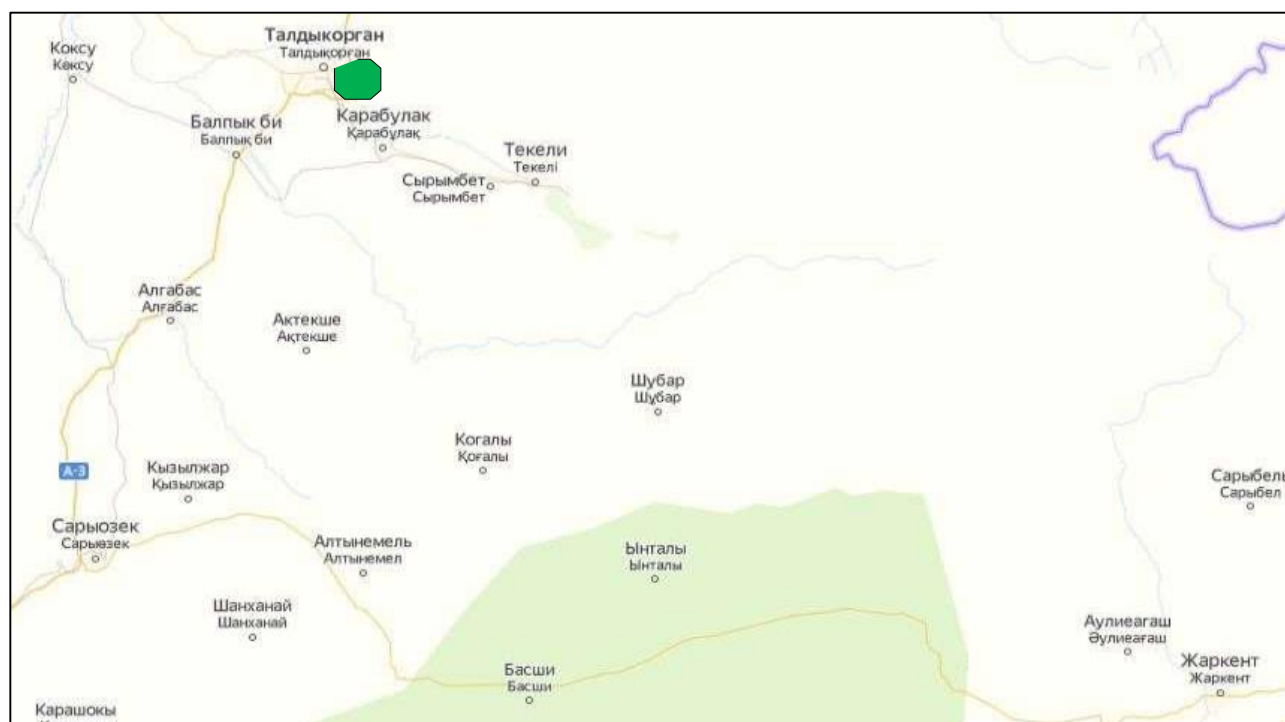 Талдыкорган
Талдықорған
Коксу
Көксу
Балпык би
Балпық би
Карабулак
Қарабұлақ
Текели
Текелі
Сырымбет
Сырымбет
Алгабас
Алғабас
Актекше
Ақтекше
Шубар
Шұбар
Когалы
Қоғалы
А-3
Кызылжар
Қызылжар
Сарыбель
Сарыбел
Сарыозек
Сарыөзек
Алтынемель
Алтынемел
Ынталы
Ынталы
Шанханай
Шанханай
Аулиеагаш
Әулиеағаш
Басши
Басши
Жаркент
Жаркент
Карашокы